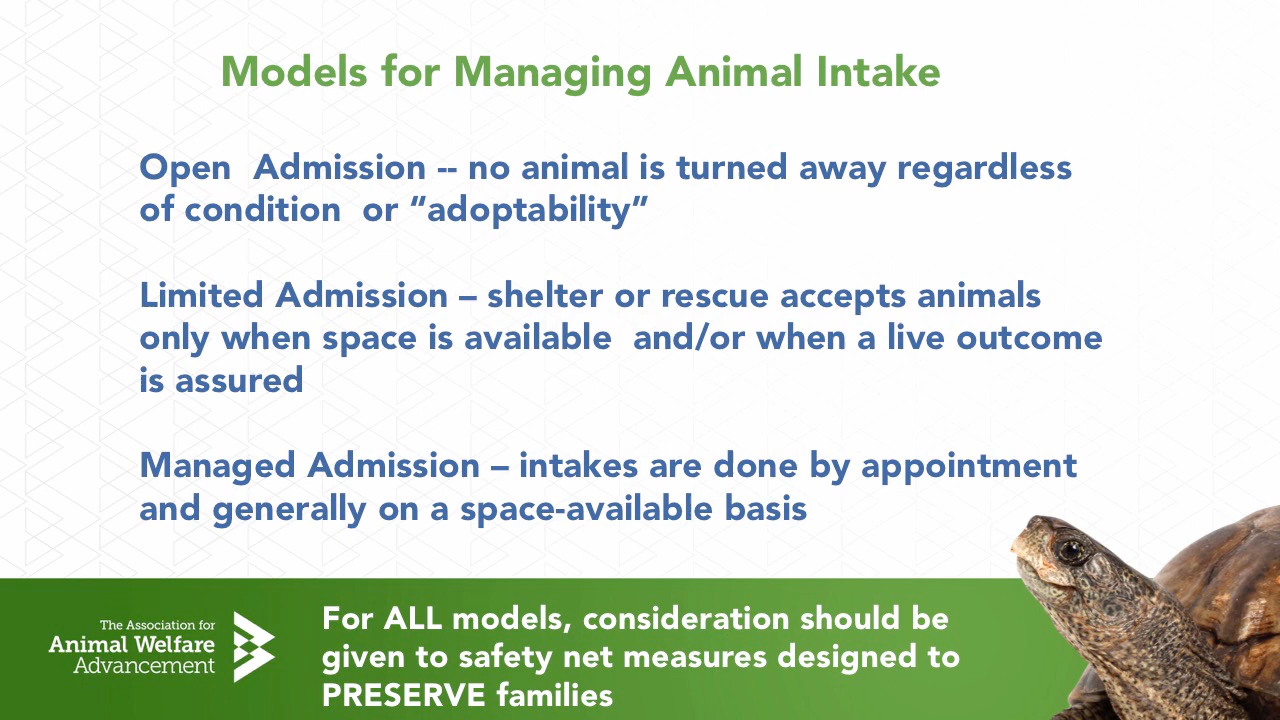 Models for Managing Animal Intake
Open  Admission -- no animal is turned away regardless
of condition  or “adoptability”
Limited Admission – shelter or rescue accepts animals
only when space is available  and/or when a live outcome
is assured
Managed Admission – intakes are done by appointment
and generally on a space-available basis
The Association for
Animal Welfare
Advancement
For ALL models, consideration should be
given to safety net measures designed to
PRESERVE families